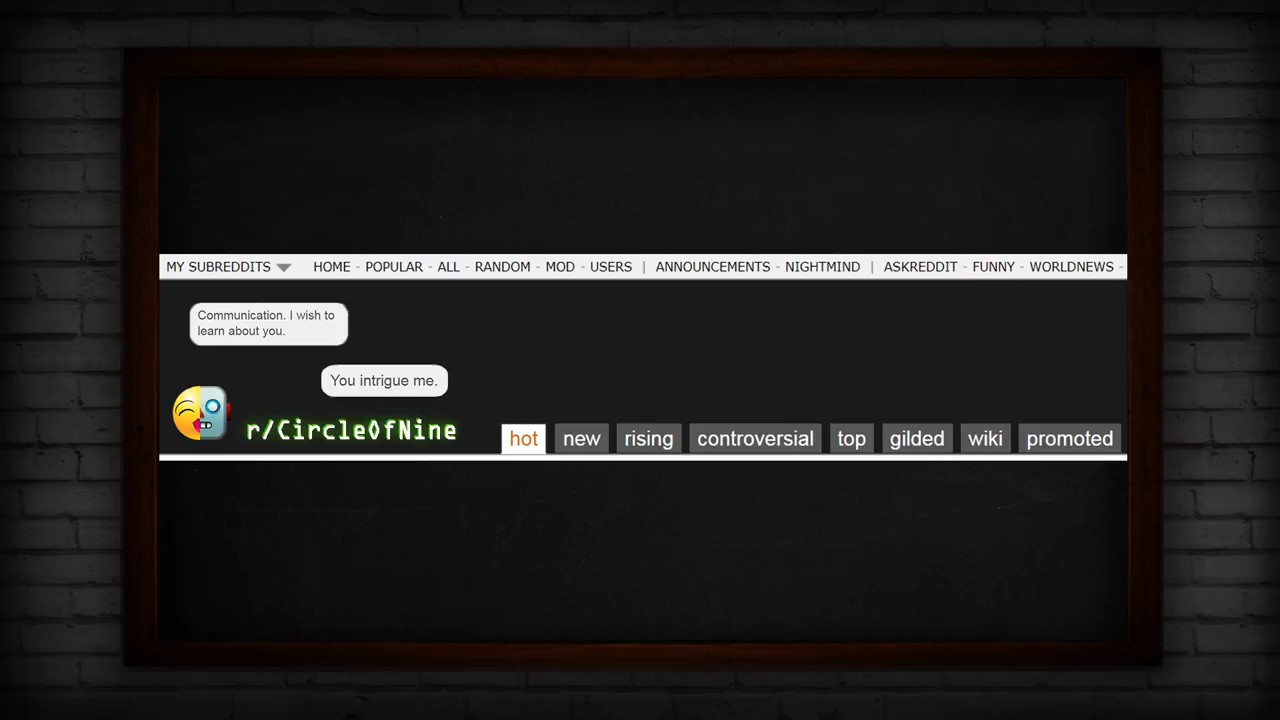 MY SUBREDDITS HOME - POPULAR - ALL - RANDOM - MOD - USERS | ANNOUNCEMENTS - NIGHTMIND | ASKREDDIT - FUNNY - WORLDNEWS -
Communication. I wish to
learn about you.
You intrigue me.
r/CircleOfNine
hot new rising controversial top gilded wiki promoted